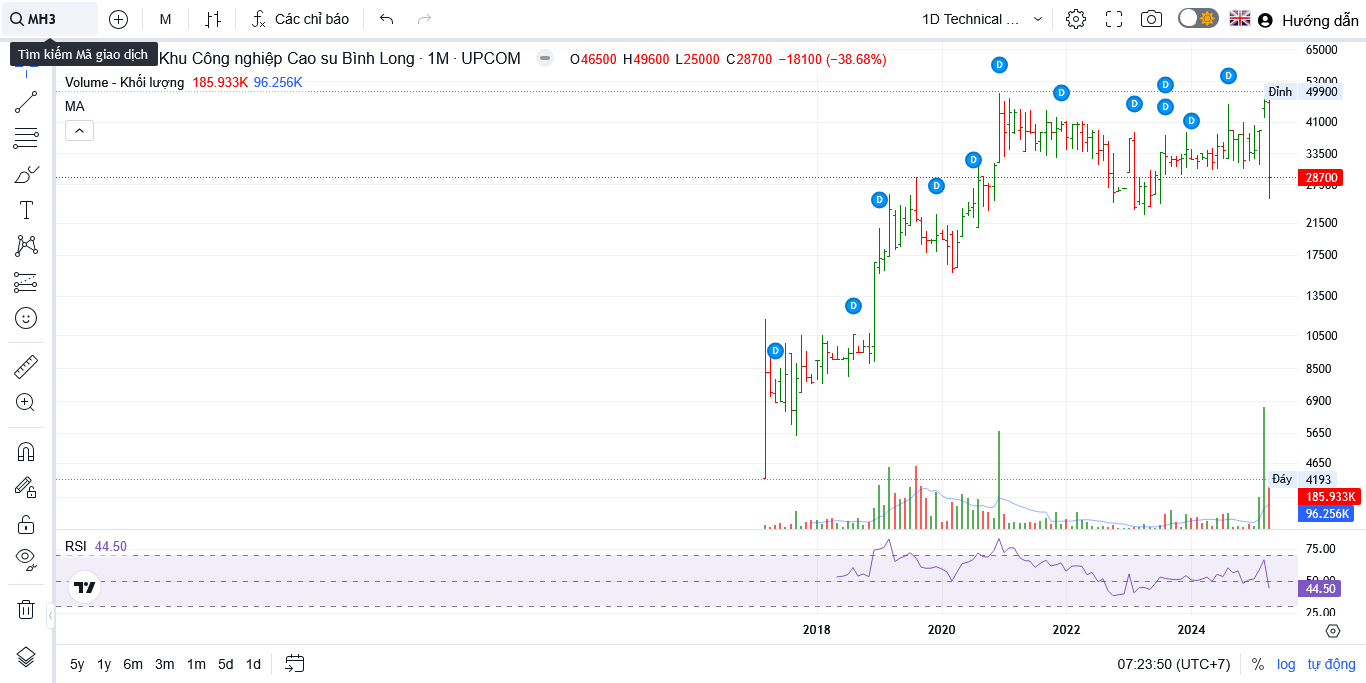 MH3
M
Các chỉ báo
1D Technical ...
Hướng dẫn
Tìm kiếm Mã giao dịch
Khu Công nghiệp Cao su Bình Long · 1M · UPCOM
O46500 H49600 L25000 C28700 −18100 (−38.68%)
Volume - Khối lượng 185.933K 96.256K
MA
D
D
D
D
D
D
D
D
D
D
D
D
65000
53000
Đỉnh 49900
41000
33500
28700
21500
17500
13500
10500
8500
6900
5650
4650
Đáy 4193
185.933K
96.256K
RSI 44.50
75.00
50.00
44.50
25.00
2018 2020 2022 2024
5y 1y 6m 3m 1m 5d 1d
07:23:50 (UTC+7) % log tự động